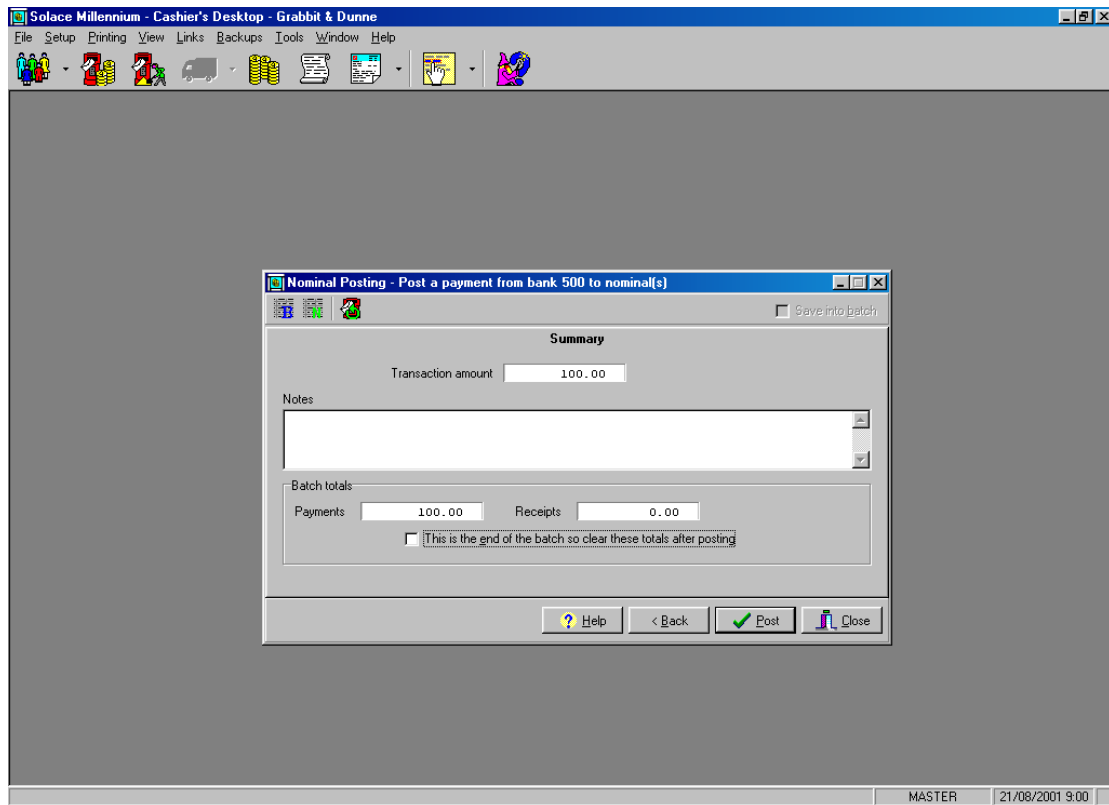 Solace Millennium - Cashier's Desktop - Grabbit & Dunne
File Setup Printing View Links Backups Tools Window Help
Nominal Posting - Post a payment from bank 500 to nominal(s)
Save into batch
Summary
Transaction amount 100.00
Notes
Batch totals
Payments 100.00 Receipts 0.00
This is the end of the batch so clear these totals after posting
? Help < Back Post Close
MASTER 21/08/2001 9:00